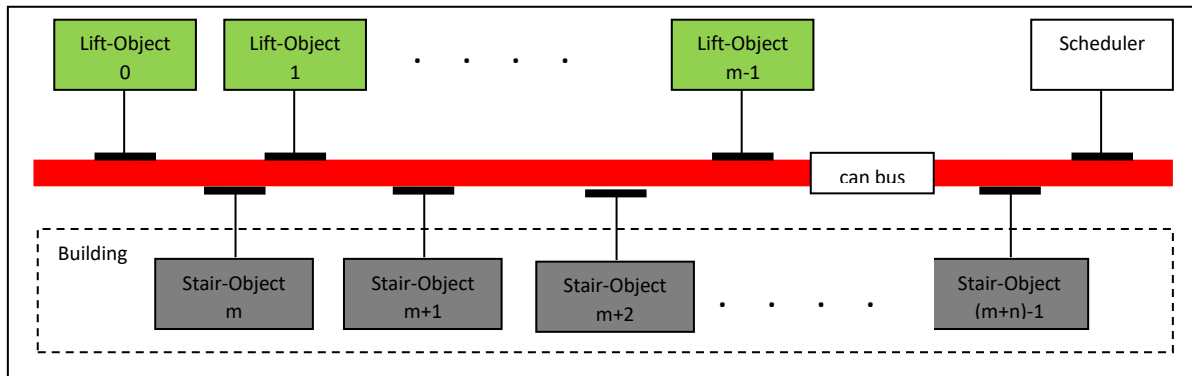 Lift-Object
0
Lift-Object
1
. . . .
Lift-Object
m-1
Scheduler
can bus
Building
Stair-Object
m
Stair-Object
m+1
Stair-Object
m+2
. . . .
Stair-Object
(m+n)-1